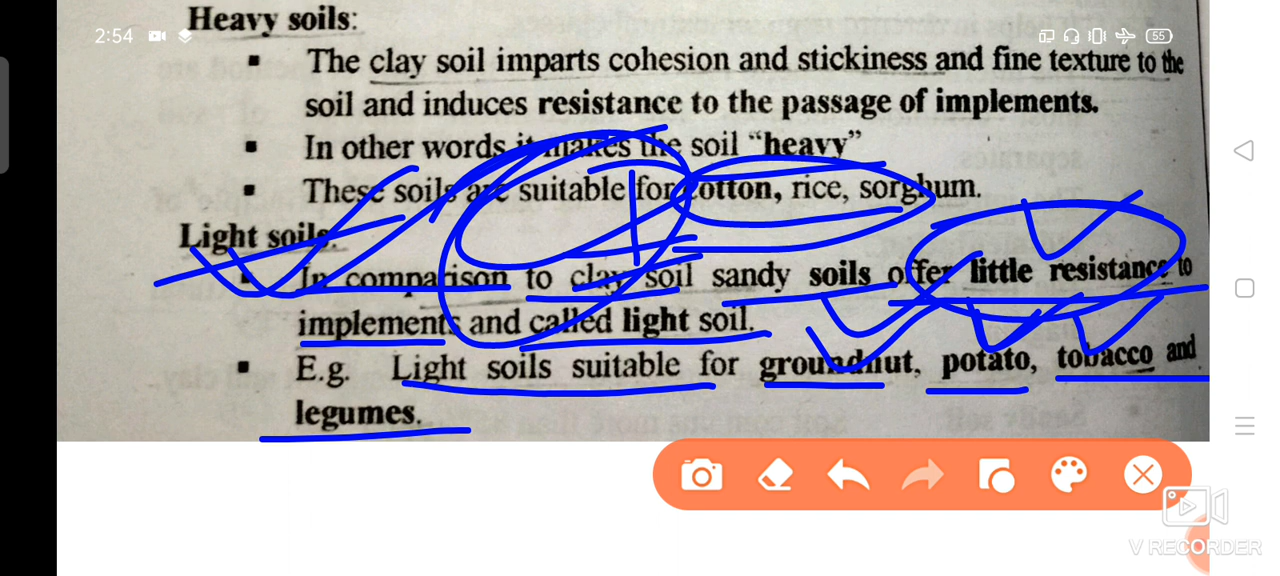 Heavy soils:
2:54
55
▪ The clay soil imparts cohesion and stickiness and fine texture to the
soil and induces resistance to the passage of implements.
▪ In other words it makes the soil “heavy”
▪ These soils are suitable for cotton, rice, sorghum.
Light soils:
▪ In comparison to clay soil sandy soils offer little resistance to
implements and called light soil.
▪ E.g. Light soils suitable for groundnut, potato, tobacco and
legumes.
V RECORDER